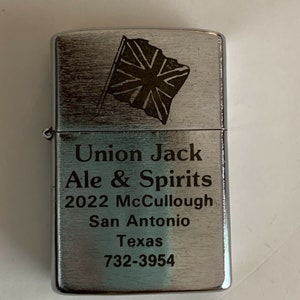 Union Jack
Ale & Spirits
2022 McCullough
San Antonio
Texas
732-3954